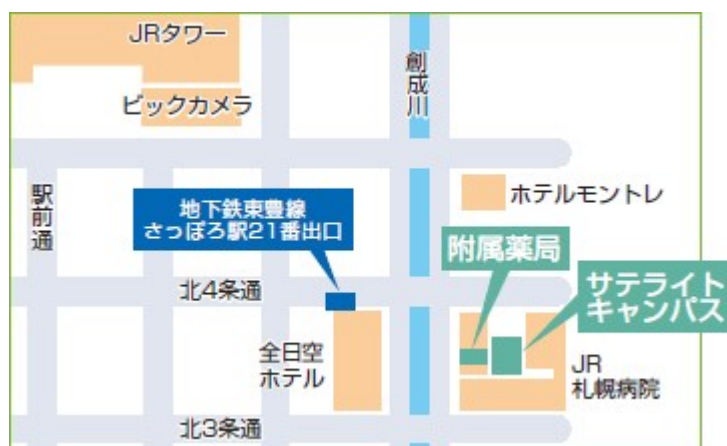 JRタワー
ビックカメラ
創成川
駅前通
ホテルモントレ
地下鉄東豊線
さっぽろ駅21番出口
附属薬局
サテライト
キャンパス
北4条通
全日空
ホテル
JR
札幌病院
北3条通